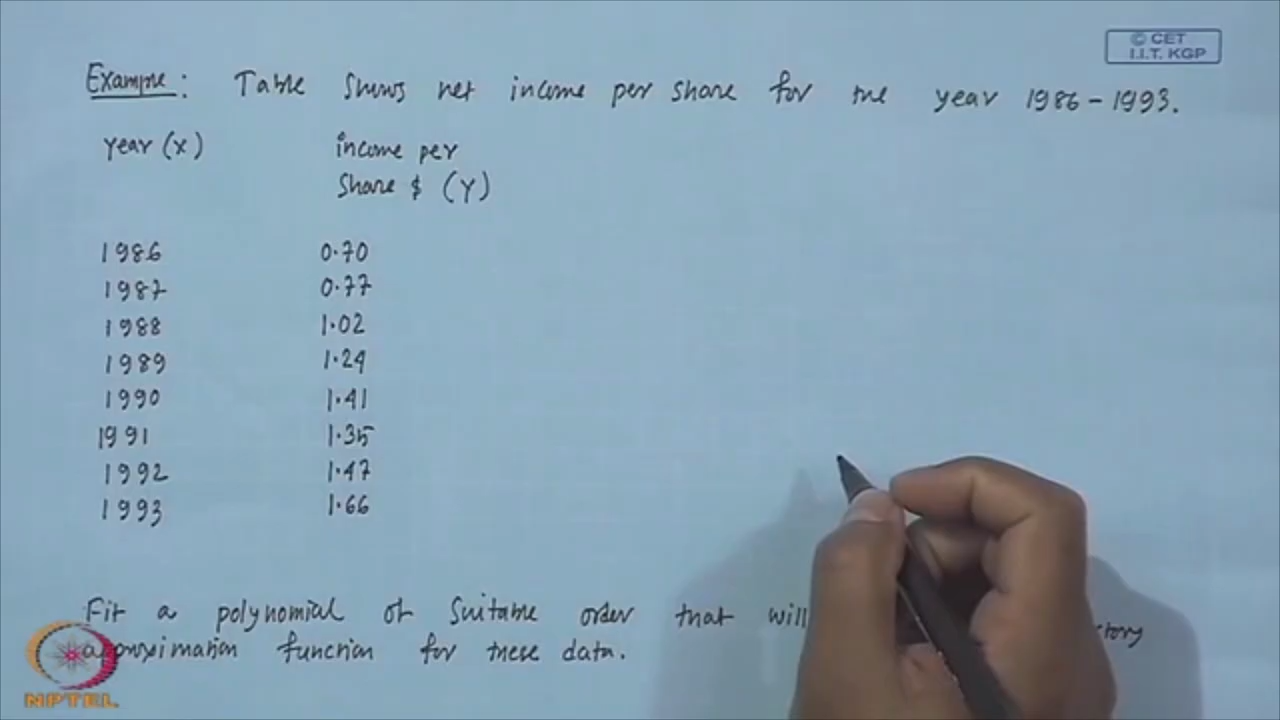 © CET
I.I.T. KGP
Example: Table shows net income per share for the year 1986 - 1993.
year (x) income per
share $ (Y)
1986 0.70
1987 0.77
1988 1.02
1989 1.24
1990 1.41
1991 1.35
1992 1.47
1993 1.66
Fit a polynomial of suitable order that will
approximation function for these data.
NPTEL